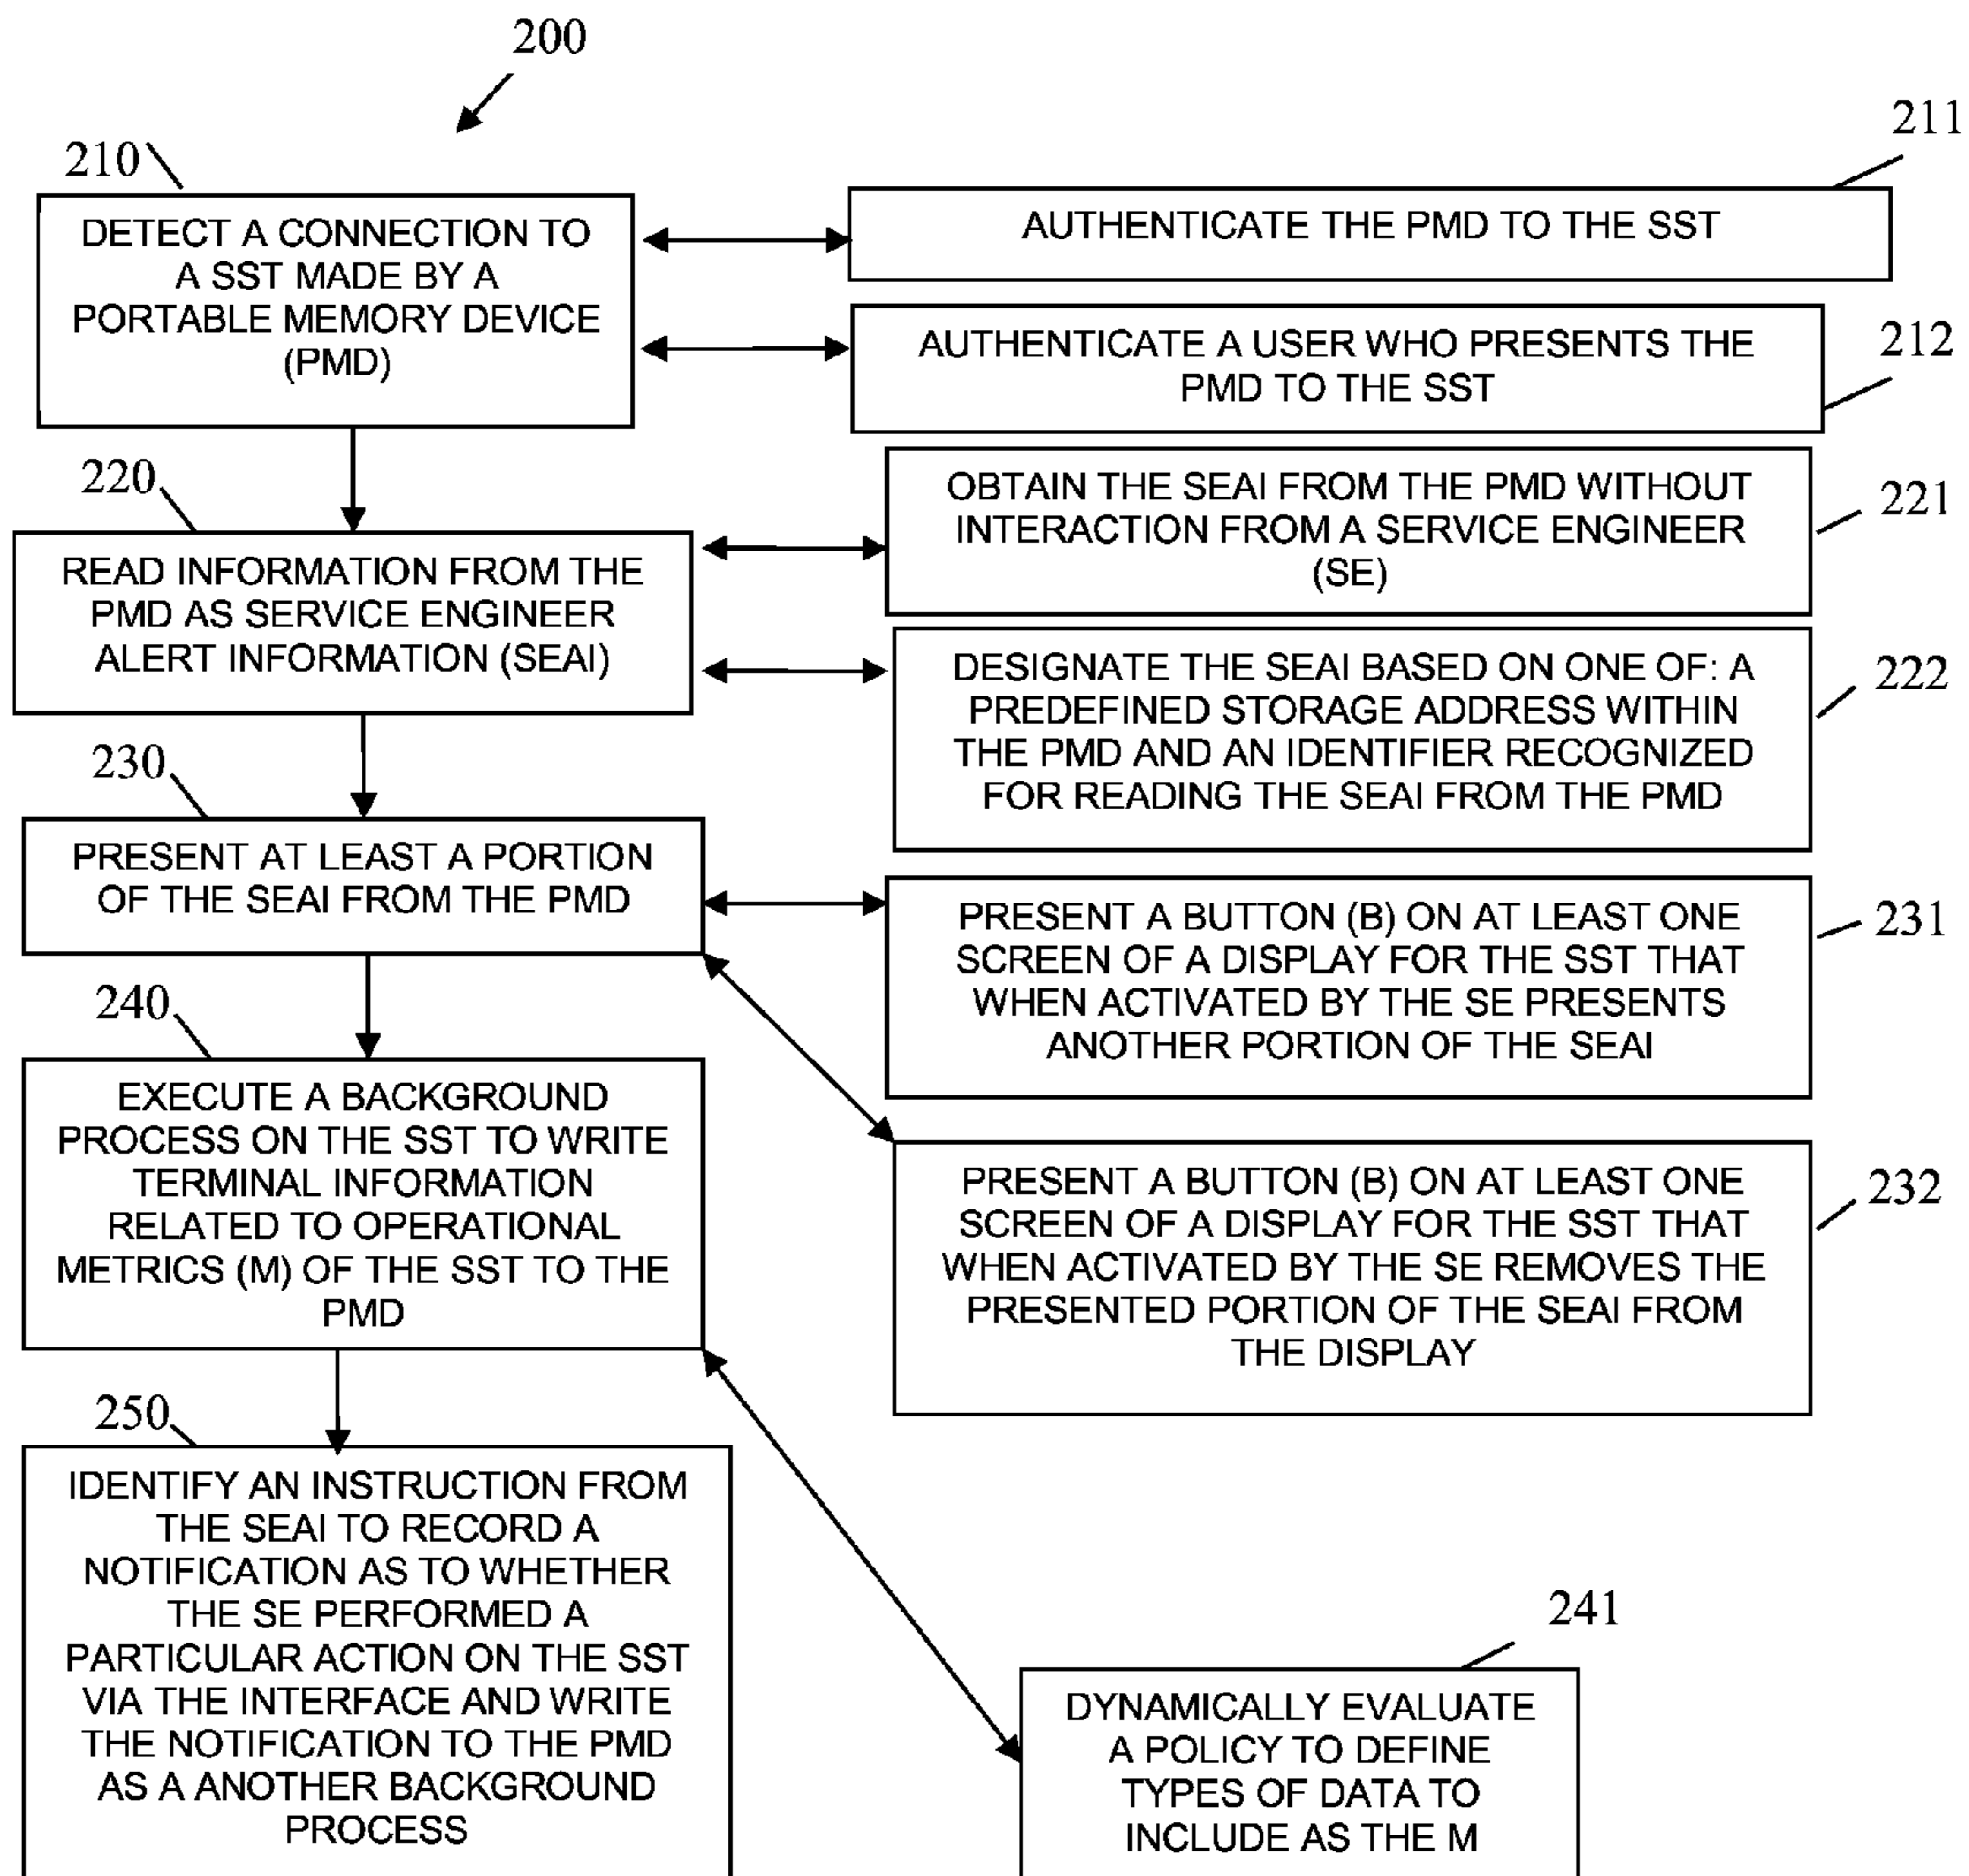 200
210
DETECT A CONNECTION TO
A SST MADE BY A
PORTABLE MEMORY DEVICE
(PMD)
211
AUTHENTICATE THE PMD TO THE SST
212
AUTHENTICATE A USER WHO PRESENTS THE
PMD TO THE SST
220
READ INFORMATION FROM THE
PMD AS SERVICE ENGINEER
ALERT INFORMATION (SEAI)
221
OBTAIN THE SEAI FROM THE PMD WITHOUT
INTERACTION FROM A SERVICE ENGINEER
(SE)
222
DESIGNATE THE SEAI BASED ON ONE OF: A
PREDEFINED STORAGE ADDRESS WITHIN
THE PMD AND AN IDENTIFIER RECOGNIZED
FOR READING THE SEAI FROM THE PMD
230
PRESENT AT LEAST A PORTION
OF THE SEAI FROM THE PMD
231
PRESENT A BUTTON (B) ON AT LEAST ONE
SCREEN OF A DISPLAY FOR THE SST THAT
WHEN ACTIVATED BY THE SE PRESENTS
ANOTHER PORTION OF THE SEAI
232
PRESENT A BUTTON (B) ON AT LEAST ONE
SCREEN OF A DISPLAY FOR THE SST THAT
WHEN ACTIVATED BY THE SE REMOVES THE
PRESENTED PORTION OF THE SEAI FROM
THE DISPLAY
240
EXECUTE A BACKGROUND
PROCESS ON THE SST TO WRITE
TERMINAL INFORMATION
RELATED TO OPERATIONAL
METRICS (M) OF THE SST TO THE
PMD
241
DYNAMICALLY EVALUATE
A POLICY TO DEFINE
TYPES OF DATA TO
INCLUDE AS THE M
250
IDENTIFY AN INSTRUCTION FROM
THE SEAI TO RECORD A
NOTIFICATION AS TO WHETHER
THE SE PERFORMED A
PARTICULAR ACTION ON THE SST
VIA THE INTERFACE AND WRITE
THE NOTIFICATION TO THE PMD
AS A ANOTHER BACKGROUND
PROCESS